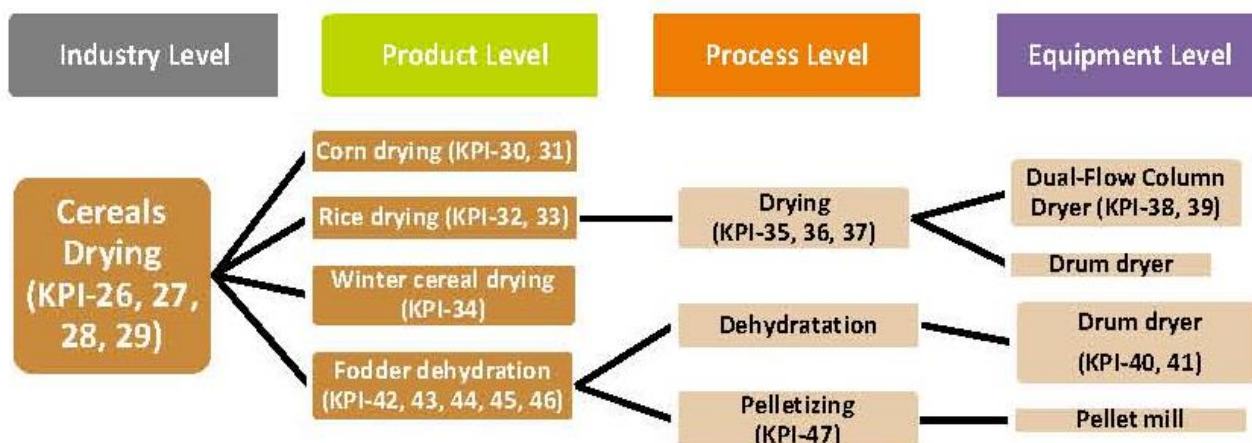 Industry Level
Product Level
Process Level
Equipment Level
Cereals
Drying
(KPI-26, 27,
28, 29)
Corn drying (KPI-30, 31)
Rice drying (KPI-32, 33)
Winter cereal drying
(KPI-34)
Fodder dehydration
(KPI-42, 43, 44, 45, 46)
Drying
(KPI-35, 36, 37)
Dehydratation
Pelletizing
(KPI-47)
Dual-Flow Column
Dryer (KPI-38, 39)
Drum dryer
Drum dryer
(KPI-40, 41)
Pellet mill